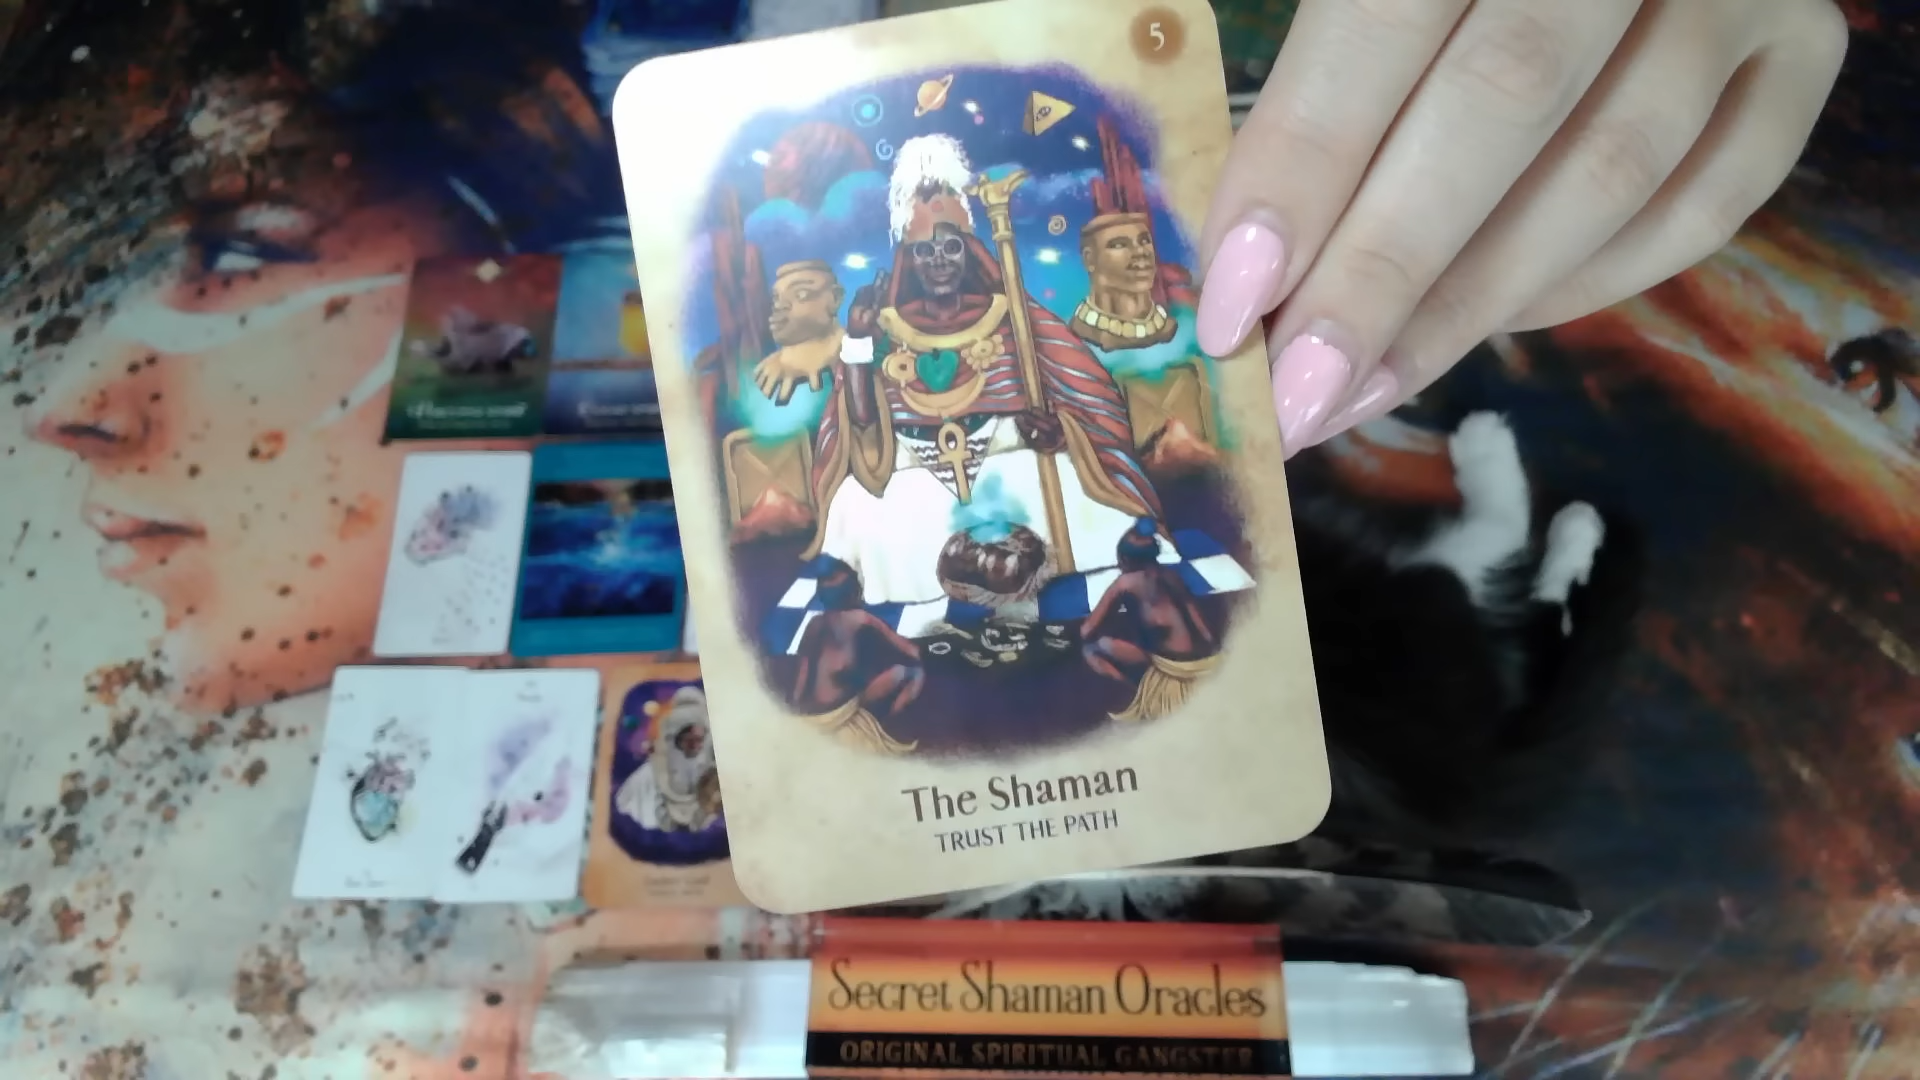 5
The Shaman
TRUST THE PATH
Secret Shaman Oracles
ORIGINAL SPIRITUAL GANGSTER